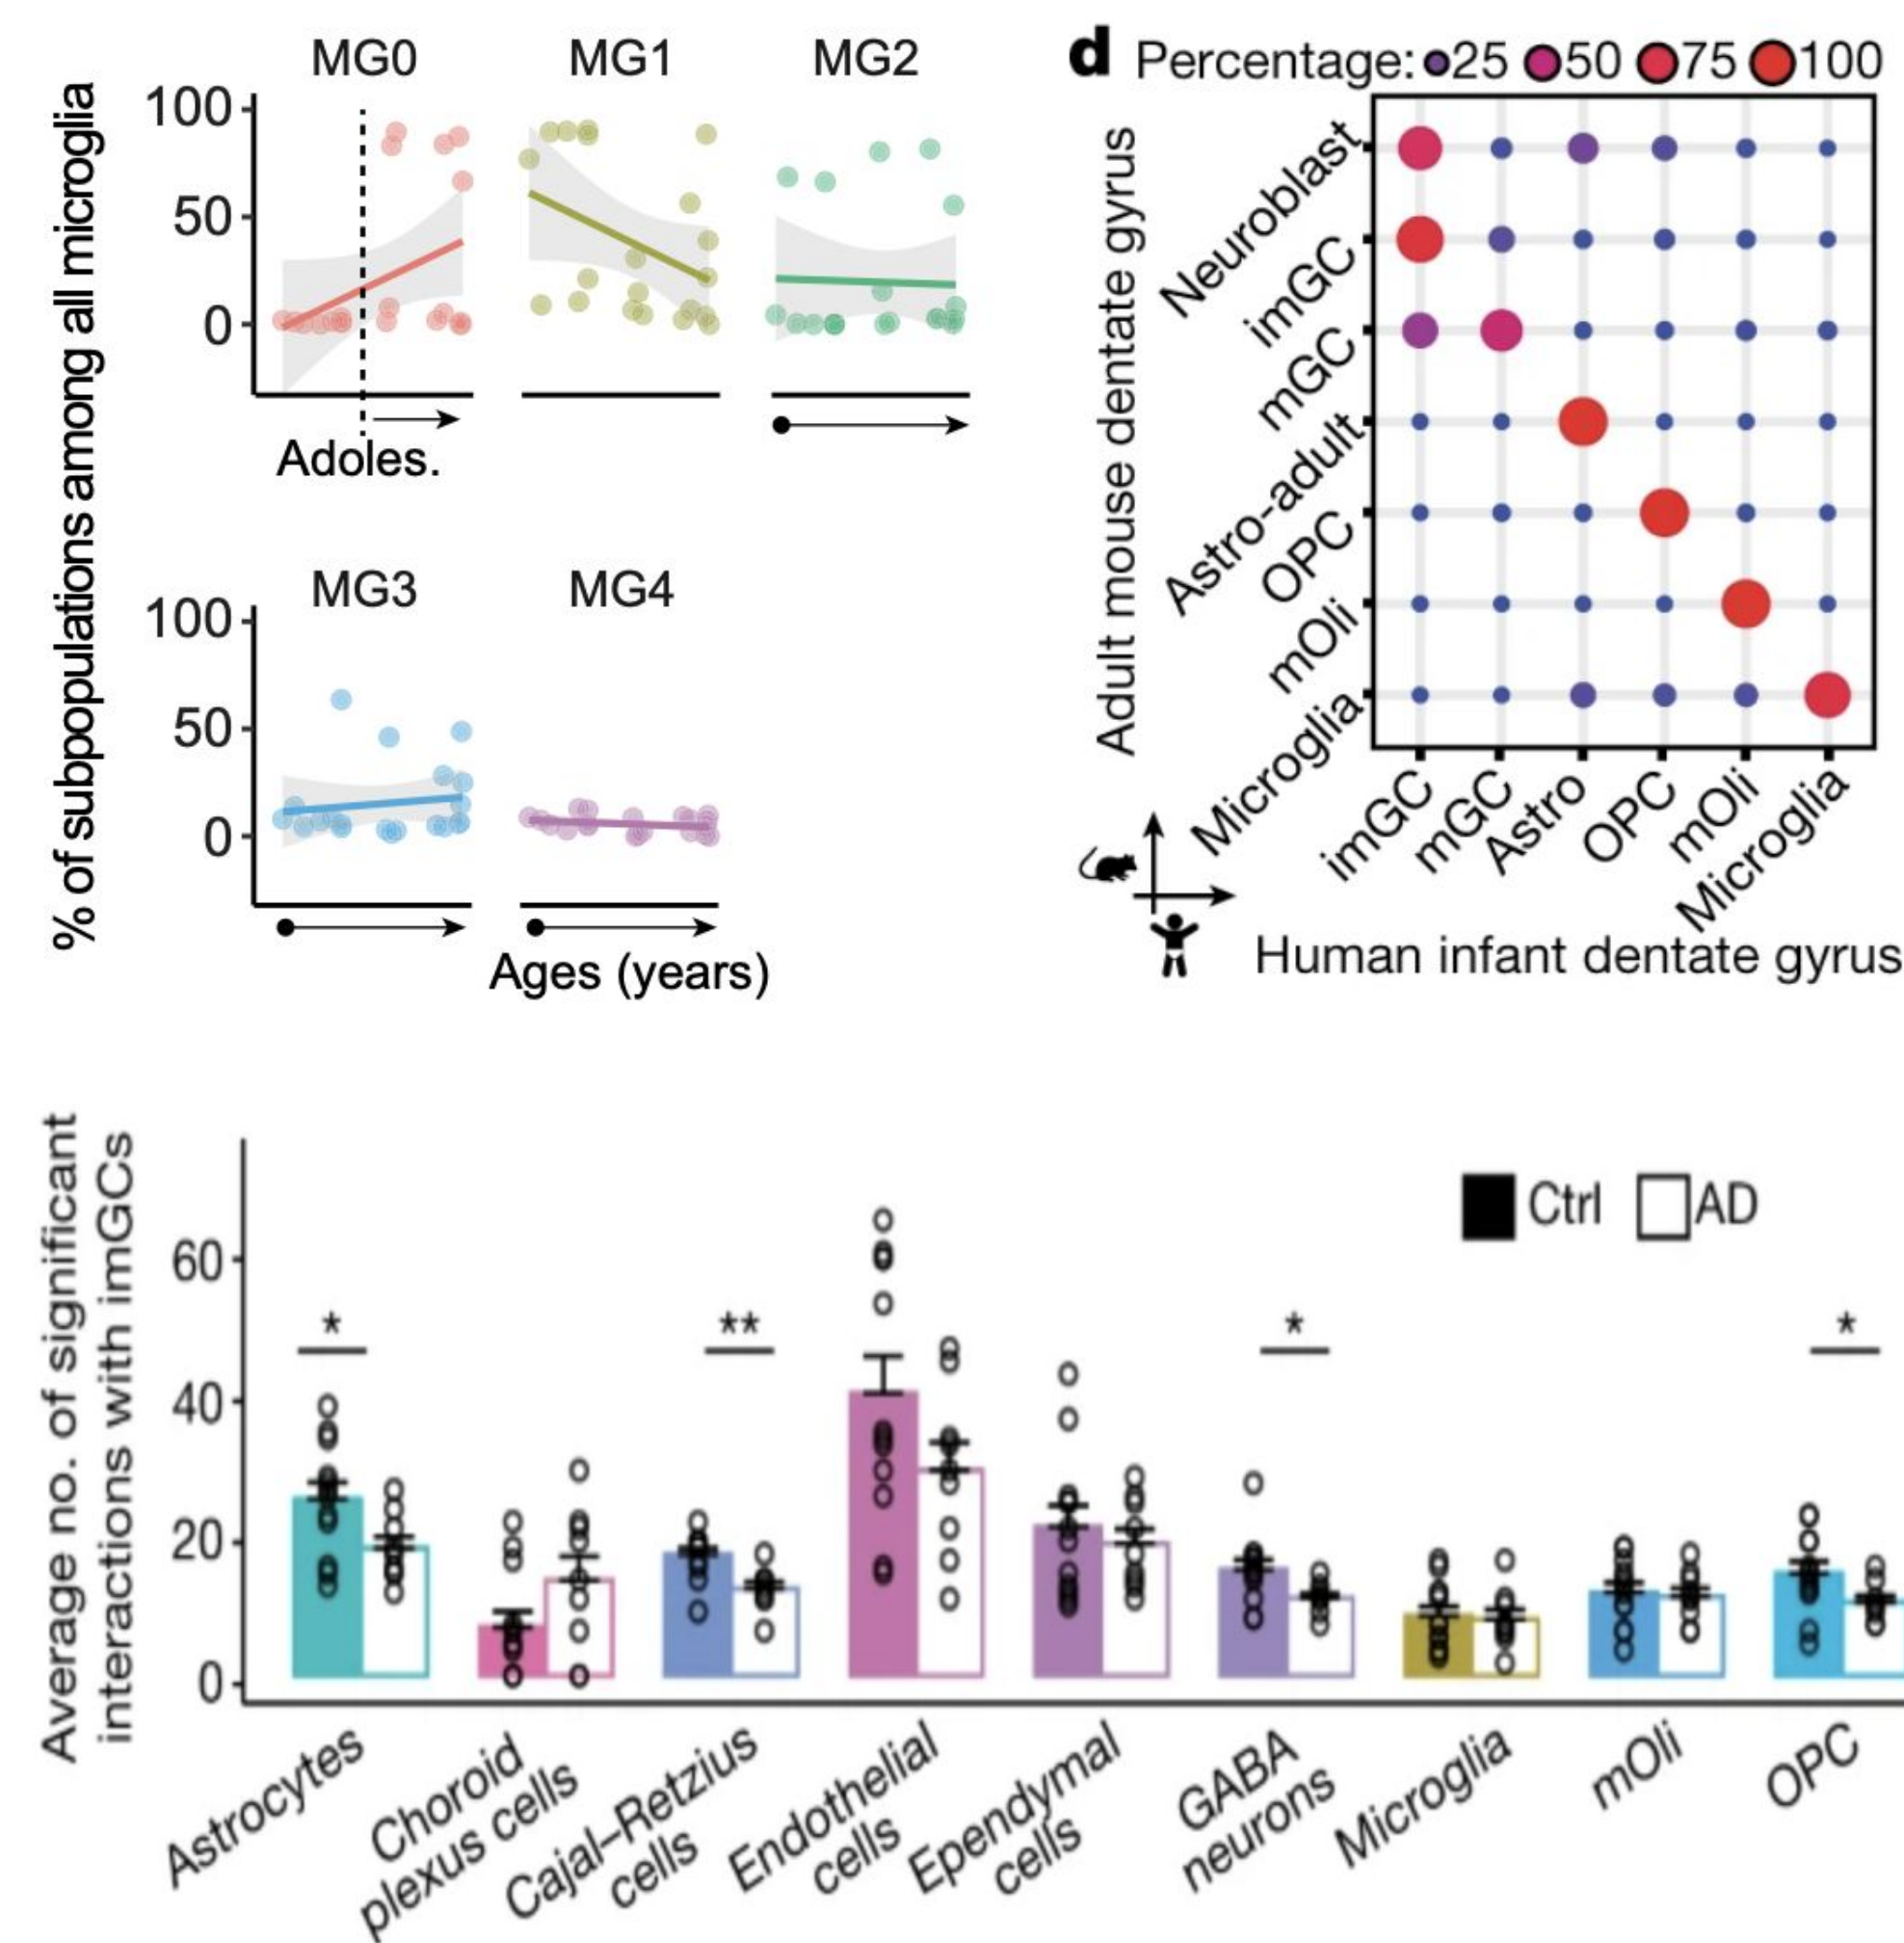 MG0 MG1 MG2
% of subpopulations among all microglia
100
50
0
Adoles.
MG3 MG4
100
50
0
Ages (years)
d Percentage: 25 50 75 100
Adult mouse dentate gyrus
Neuroblast
imGC
mGC
Astro-adult
OPC
mOli
Microglia
imGC mGC Astro OPC mOli Microglia
Human infant dentate gyrus
Average no. of significant
interactions with imGCs
60
40
20
0
Ctrl AD
* ** * *
Astrocytes
Choroid
plexus cells
Cajal–Retzius
cells
Endothelial
cells
Ependymal
cells
GABA
neurons
Microglia
mOli
OPC